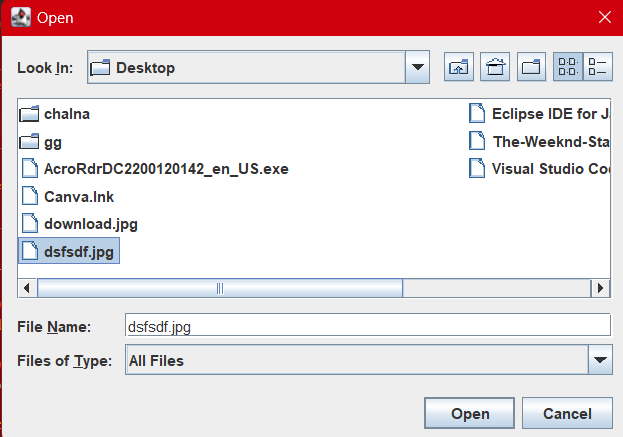 Open
Look In: Desktop
chalna
gg
AcroRdrDC2200120142_en_US.exe
Canva.lnk
download.jpg
dsfsdf.jpg
Eclipse IDE for J
The-Weeknd-Sta
Visual Studio Co
File Name: dsfsdf.jpg
Files of Type: All Files
Open Cancel